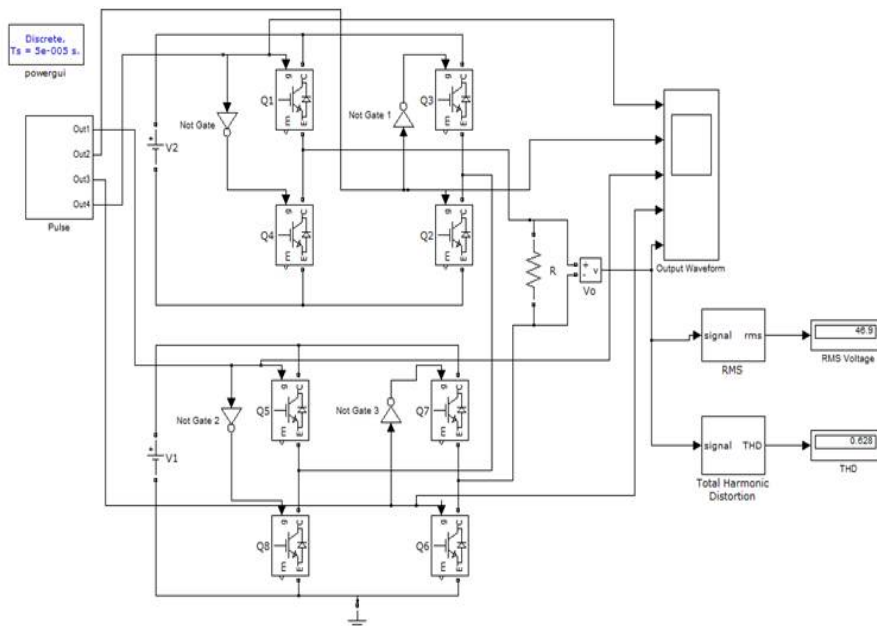 Discrete.
Ts = 5e-005 s.
powergui
Out1
Out2
Out3
Out4
Pulse
V2
Not Gate
Not Gate 1
g C
Q1
m E
g C
Q3
m E
g C
Q4
m E
g C
Q2
m E
R
+
-
v
Vo
Output Waveform
signal rms
RMS
46.9
RMS Voltage
signal THD
Total Harmonic
Distortion
0.628
THD
V1
Not Gate 2
Not Gate 3
g C
Q5
m E
g C
Q7
m E
g C
Q8
m E
g C
Q6
m E